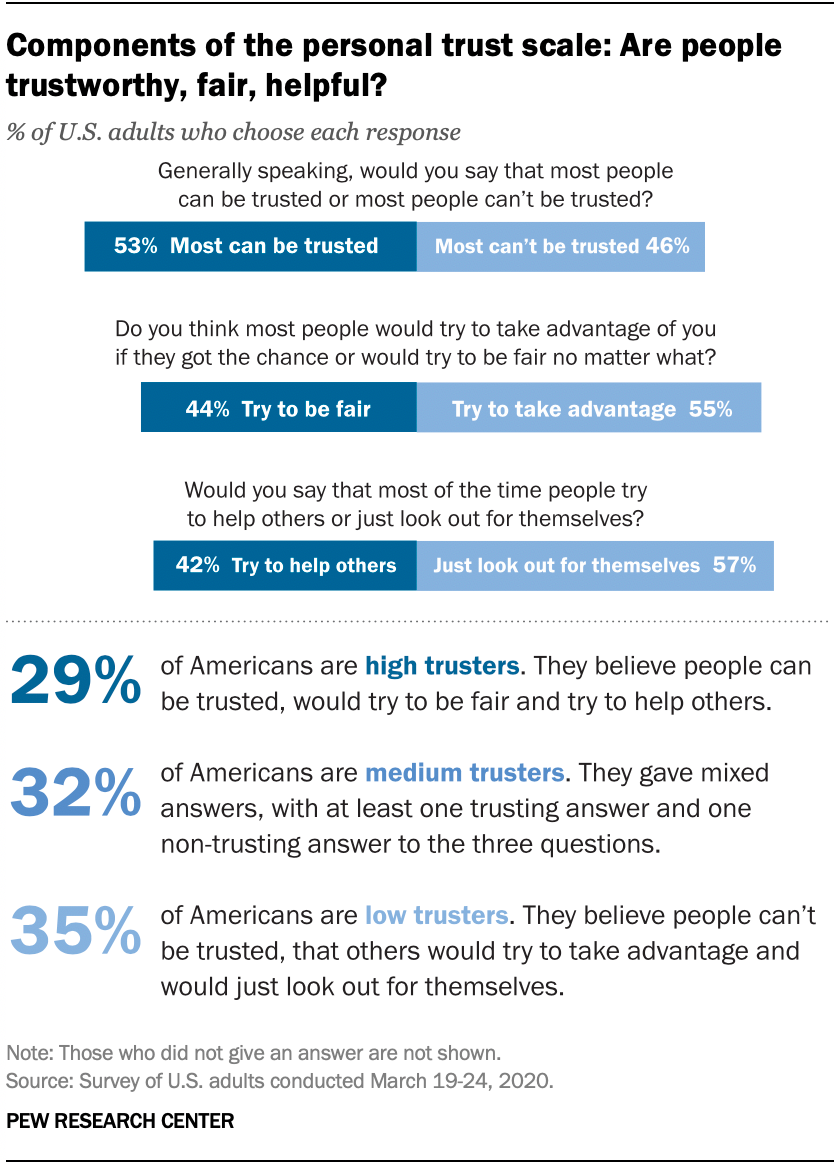 Components of the personal trust scale: Are people
trustworthy, fair, helpful?
% of U.S. adults who choose each response
Generally speaking, would you say that most people
can be trusted or most people can’t be trusted?
53% Most can be trusted Most can’t be trusted 46%
Do you think most people would try to take advantage of you
if they got the chance or would try to be fair no matter what?
44% Try to be fair Try to take advantage 55%
Would you say that most of the time people try
to help others or just look out for themselves?
42% Try to help others Just look out for themselves 57%
29% of Americans are high trusters. They believe people can
be trusted, would try to be fair and try to help others.
32% of Americans are medium trusters. They gave mixed
answers, with at least one trusting answer and one
non-trusting answer to the three questions.
35% of Americans are low trusters. They believe people can’t
be trusted, that others would try to take advantage and
would just look out for themselves.
Note: Those who did not give an answer are not shown.
Source: Survey of U.S. adults conducted March 19-24, 2020.
PEW RESEARCH CENTER